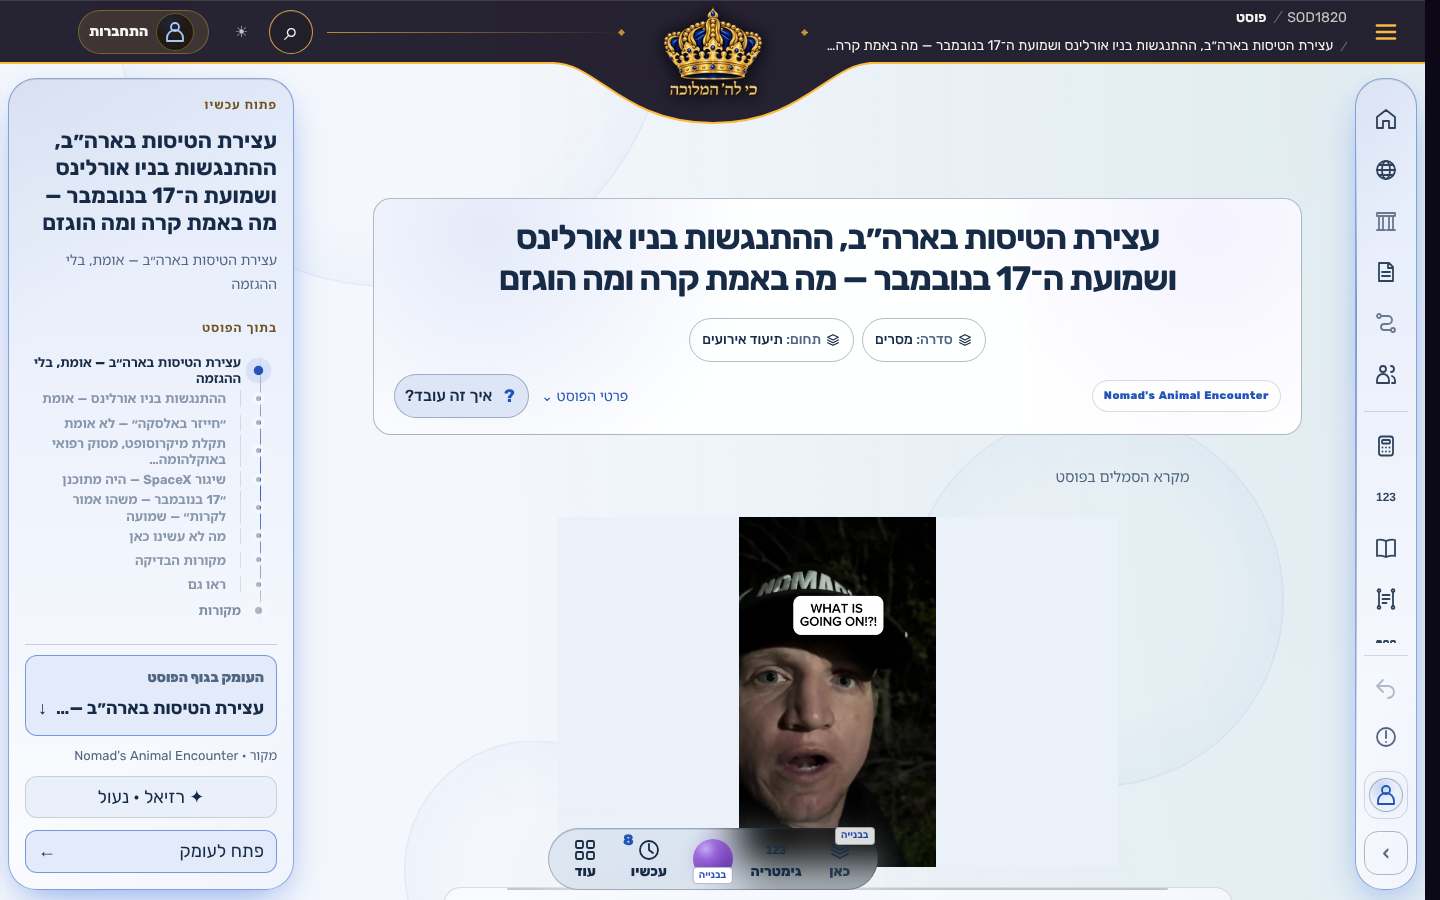 SOD1820 / פוסט
/ עצירת הטיסות בארה״ב, ההתנגשות בניו אורלינס ושמועת ה־17 בנובמבר — מה באמת קרה...
כי לה' המלוכה
התחברות
123
עצירת הטיסות בארה״ב, ההתנגשות בניו אורלינס
ושמועת ה־17 בנובמבר — מה באמת קרה ומה הוגזם
סדרה: מסרים
תחום: תיעוד אירועים
Nomad's Animal Encounter
פרטי הפוסט
? איך זה עובד?
מקרא הסמלים בפוסט
NOMAD
WHAT IS
GOING ON!?!
פתוח עכשיו
עצירת הטיסות בארה״ב,
ההתנגשות בניו אורלינס
ושמועת ה־17 בנובמבר —
מה באמת קרה ומה הוגזם
עצירת הטיסות בארה״ב — אומת, בלי
ההגזמה
בתוך הפוסט
עצירת הטיסות בארה״ב — אומת, בלי
ההגזמה
ההתנגשות בניו אורלינס — אומת
״חייזר באלסקה״ — לא אומת
תקלת מיקרוסופט, מסוק רפואי
באוקלהומה...
שיגור SpaceX — היה מתוכנן
״17 בנובמבר — משהו אמור
לקרות״ — שמועה
מה לא עשינו כאן
מקורות הבדיקה
ראו גם
מקורות
העומק בגוף הפוסט
עצירת הטיסות בארה״ב —... ↓
מקור • Nomad's Animal Encounter
✦ רזיאל • נעול
פתח לעומק ←
בבנייה
כאן
123
גימטריה
בבנייה
8
עכשיו
עוד